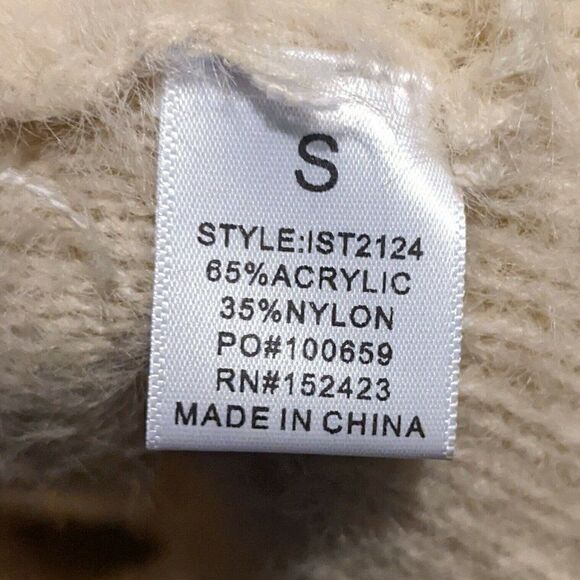 S
STYLE:IST2124
65%ACRYLIC
35%NYLON
PO#100659
RN#152423
MADE IN CHINA